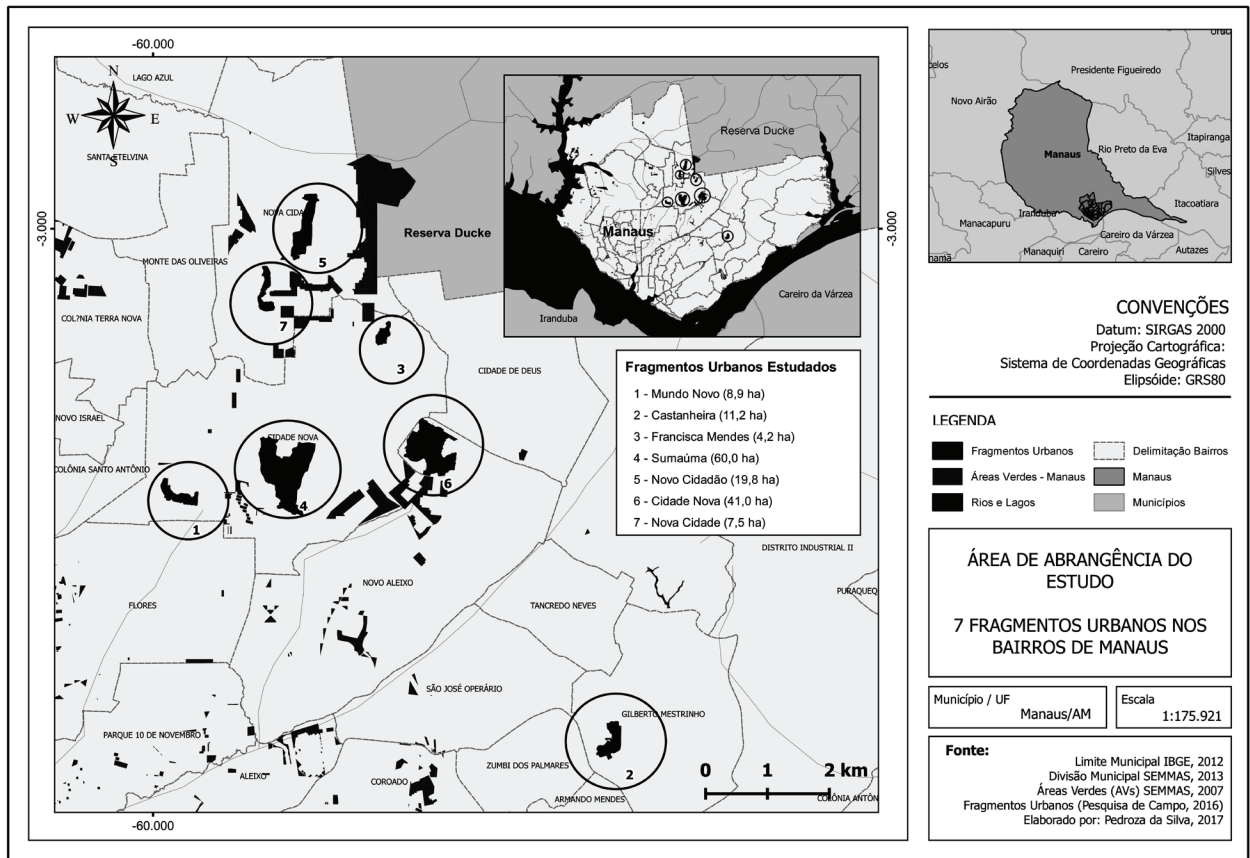 -60.000
LAGO AZUL
N
W
E
S
SANTA ETELVINA
-3.000
NOVA CIDA
5
Reserva Ducke
MONTE DAS OLIVEIRAS
COL?NIA TERRA NOVA
7
3
CIDADE DE DEUS
NOVO ISRAEL
CIDADE NOVA
COLÔNIA SANTO ANTÔNIO
4
6
1
DISTRITO INDUSTRIAL II
NOVO ALEIXO
FLORES
TANCREDO NEVES
PURAQUEQ
SÃO JOSÉ OPERÁRIO
GILBERTO MESTRINHO
PARQUE 10 DE NOVEMBRO
ALEIXO
COROADO
ZUMBI DOS PALMARES
2
ARMANDO MENDES
COLÔNIA ANTÔN
0 1 2 km
-60.000
-3.000
Reserva Ducke
Manaus
Careiro da Várzea
Iranduba
Fragmentos Urbanos Estudados
1 - Mundo Novo (8,9 ha)
2 - Castanheira (11,2 ha)
3 - Francisca Mendes (4,2 ha)
4 - Sumaúma (60,0 ha)
5 - Novo Cidadão (19,8 ha)
6 - Cidade Nova (41,0 ha)
7 - Nova Cidade (7,5 ha)
Presidente Figueiredo
Novo Airão
Itapiranga
Rio Preto da Eva
Manaus
Silves
Itacoatiara
Iranduba
Manacapuru
Careiro da Várzea
Manaquiri
Careiro
Autazes
CONVENÇÕES
Datum: SIRGAS 2000
Projeção Cartográfica:
Sistema de Coordenadas Geográficas
Elipsóide: GRS80
LEGENDA
Fragmentos Urbanos
Delimitação Bairros
Áreas Verdes - Manaus
Manaus
Rios e Lagos
Municípios
ÁREA DE ABRANGÊNCIA DO
ESTUDO
7 FRAGMENTOS URBANOS NOS
BAIRROS DE MANAUS
Município / UF
Manaus/AM
Escala
1:175.921
Fonte:
Limite Municipal IBGE, 2012
Divisão Municipal SEMMAS, 2013
Áreas Verdes (AVs) SEMMAS, 2007
Fragmentos Urbanos (Pesquisa de Campo, 2016)
Elaborado por: Pedroza da Silva, 2017